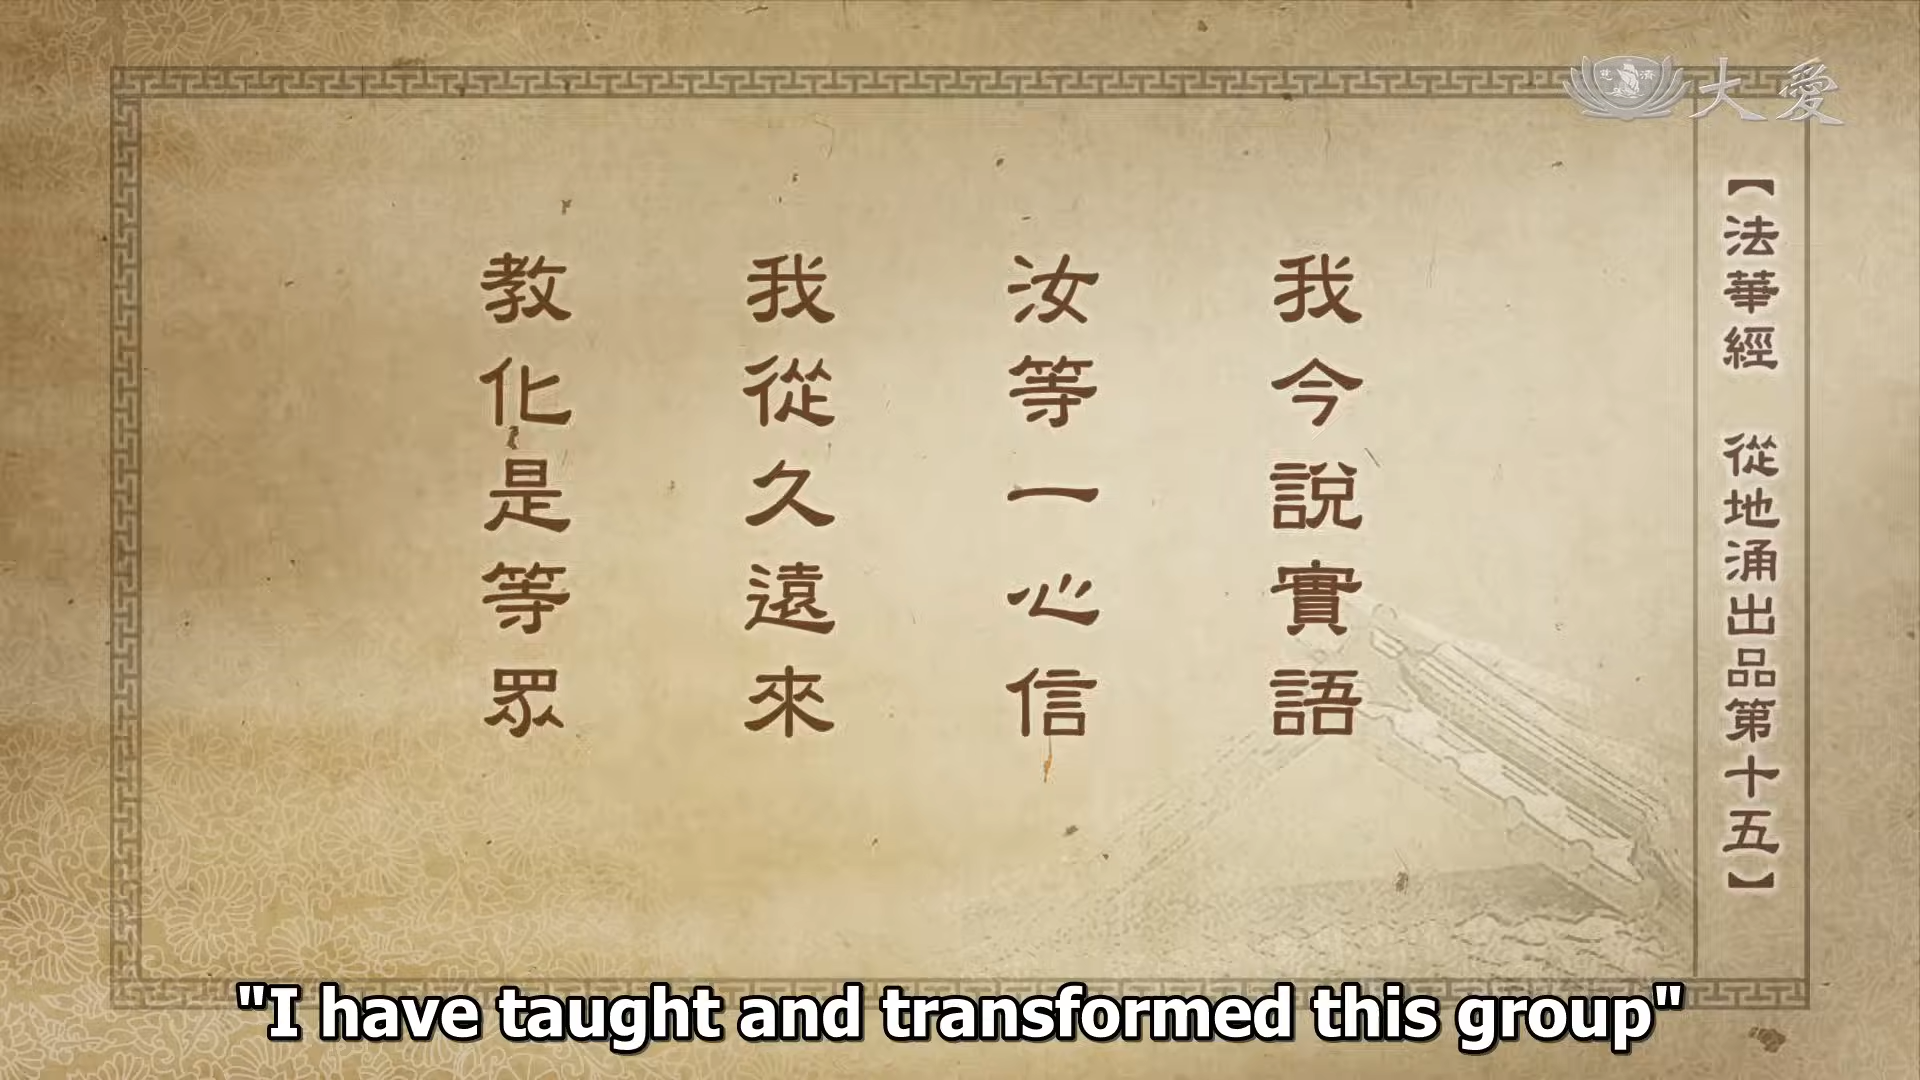 大愛
慈濟
【法華經 從地涌出品第十五】
我今說實語
汝等一心信
我從久遠來
教化是等眾
"I have taught and transformed this group"